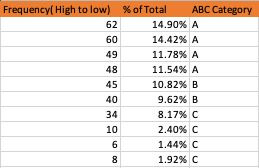 Frequency( High to low) % of Total ABC Category
62 14.90% A
60 14.42% A
49 11.78% A
48 11.54% A
45 10.82% B
40 9.62% B
34 8.17% C
10 2.40% C
6 1.44% C
8 1.92% C